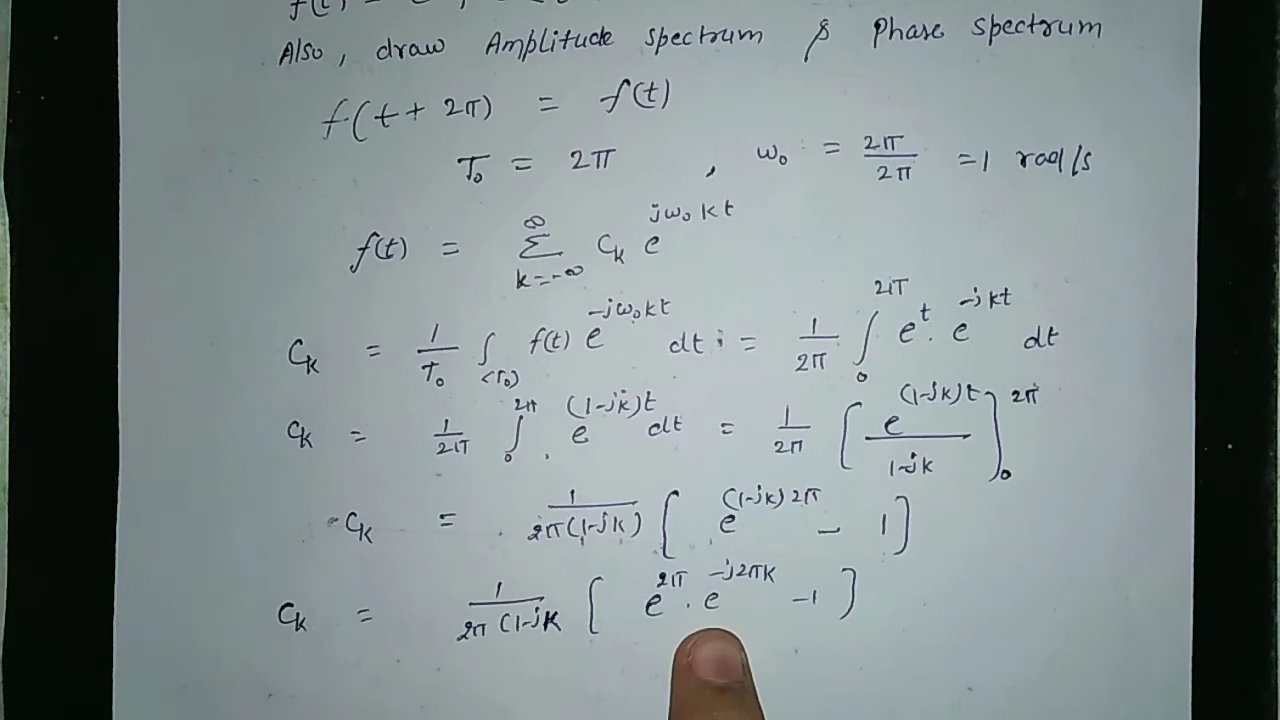 f(t) =
Also, draw Amplitude spectrum & Phase spectrum
f(t + 2π) = f(t)
T₀ = 2π , ω₀ = 2π/2π = 1 rad/s
f(t) = ∑_{k=-∞}^{∞} C_k e^{jω₀kt}
C_k = 1/T₀ ∫_{<T₀>} f(t) e^{-jω₀kt} dt ; = 1/2π ∫_0^{2π} e^t . e^{-jkt} dt
C_k = 1/2π ∫_0^{2π} e^{(1-jk)t} dt = 1/2π [ e^{(1-jk)t} / 1-jk ]_0^{2π}
C_k = 1/2π(1-jk) [ e^{(1-jk)2π} - 1 ]
C_k = 1/2π(1-jk [ e^{2π} . e^{-j2πk} -1 ]